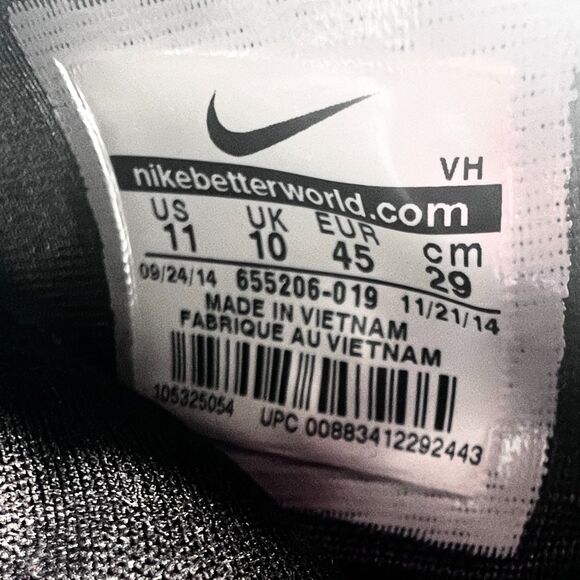 VH
nikebetterworld.com
US UK EUR cm
11 10 45 29
09/24/14 655206-019 11/21/14
MADE IN VIETNAM
FABRIQUE AU VIETNAM
105325054 UPC 00883412292443